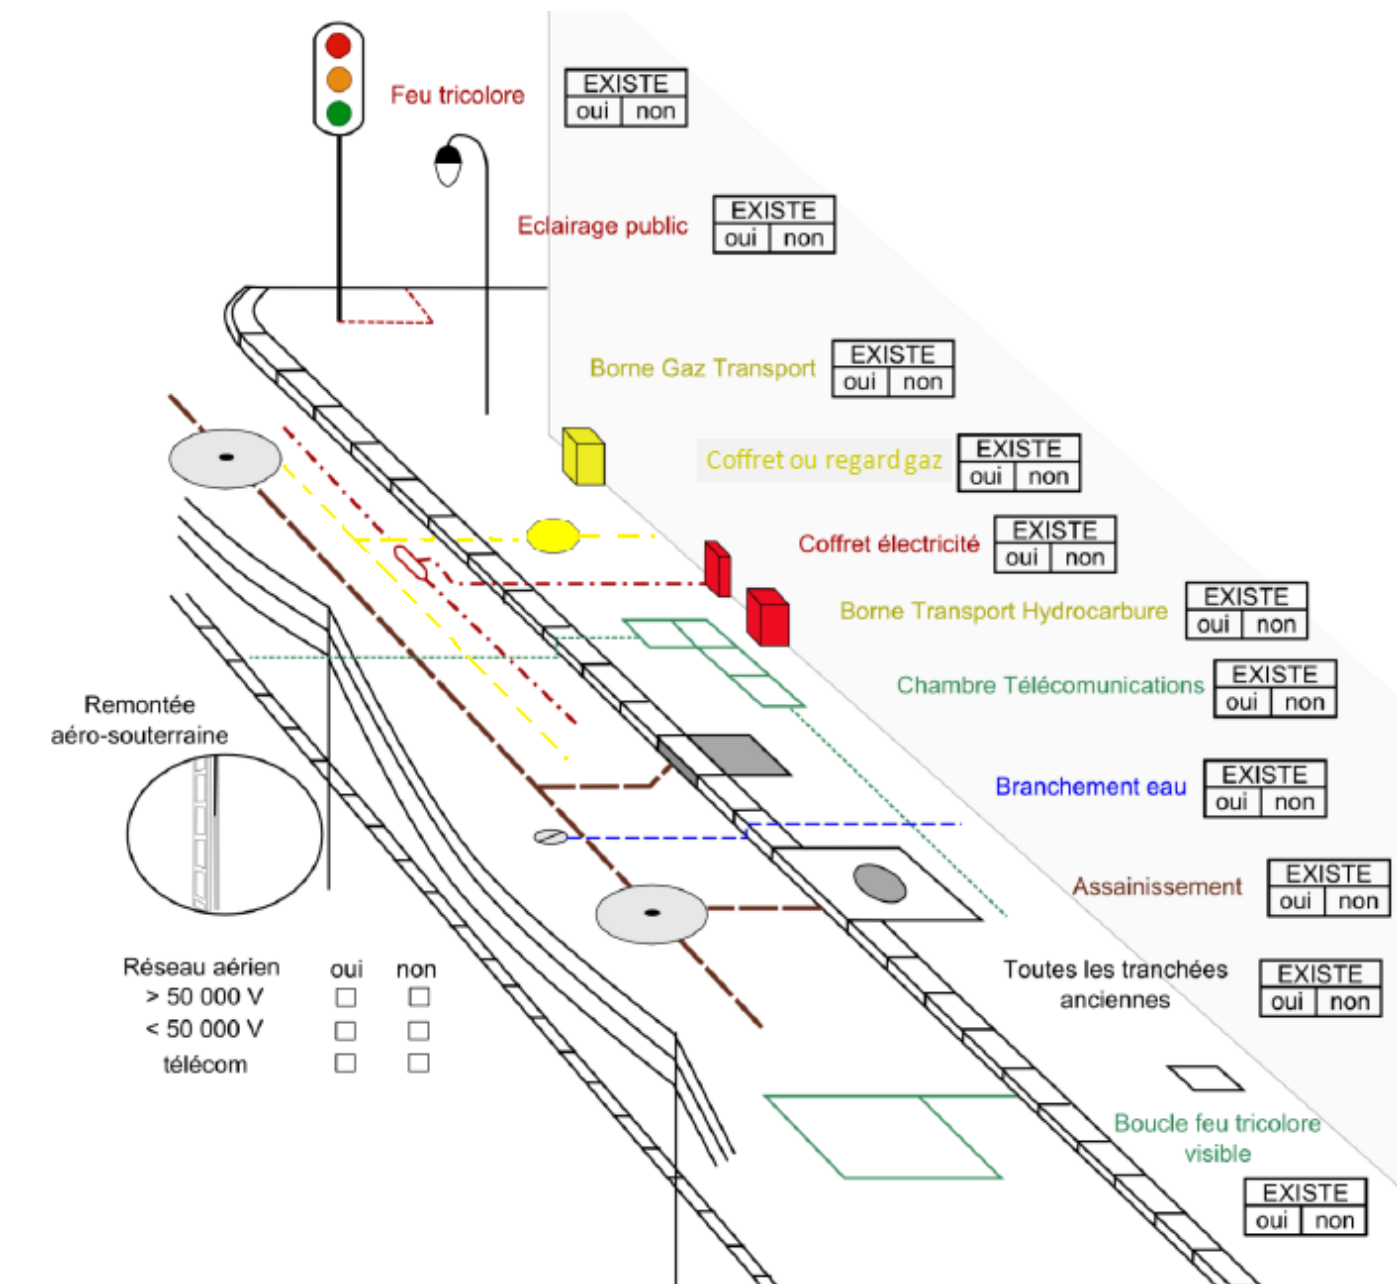 Feu tricolore
EXISTE
oui non
Eclairage public
EXISTE
oui non
Borne Gaz Transport
EXISTE
oui non
Coffret ou regard gaz
EXISTE
oui non
Coffret électricité
EXISTE
oui non
Borne Transport Hydrocarbure
EXISTE
oui non
Chambre Télécomunications
EXISTE
oui non
Remontée
aéro-souterraine
Branchement eau
EXISTE
oui non
Assainissement
EXISTE
oui non
Réseau aérien oui non
> 50 000 V
< 50 000 V
télécom
Toutes les tranchées
anciennes
EXISTE
oui non
Boucle feu tricolore
visible
EXISTE
oui non